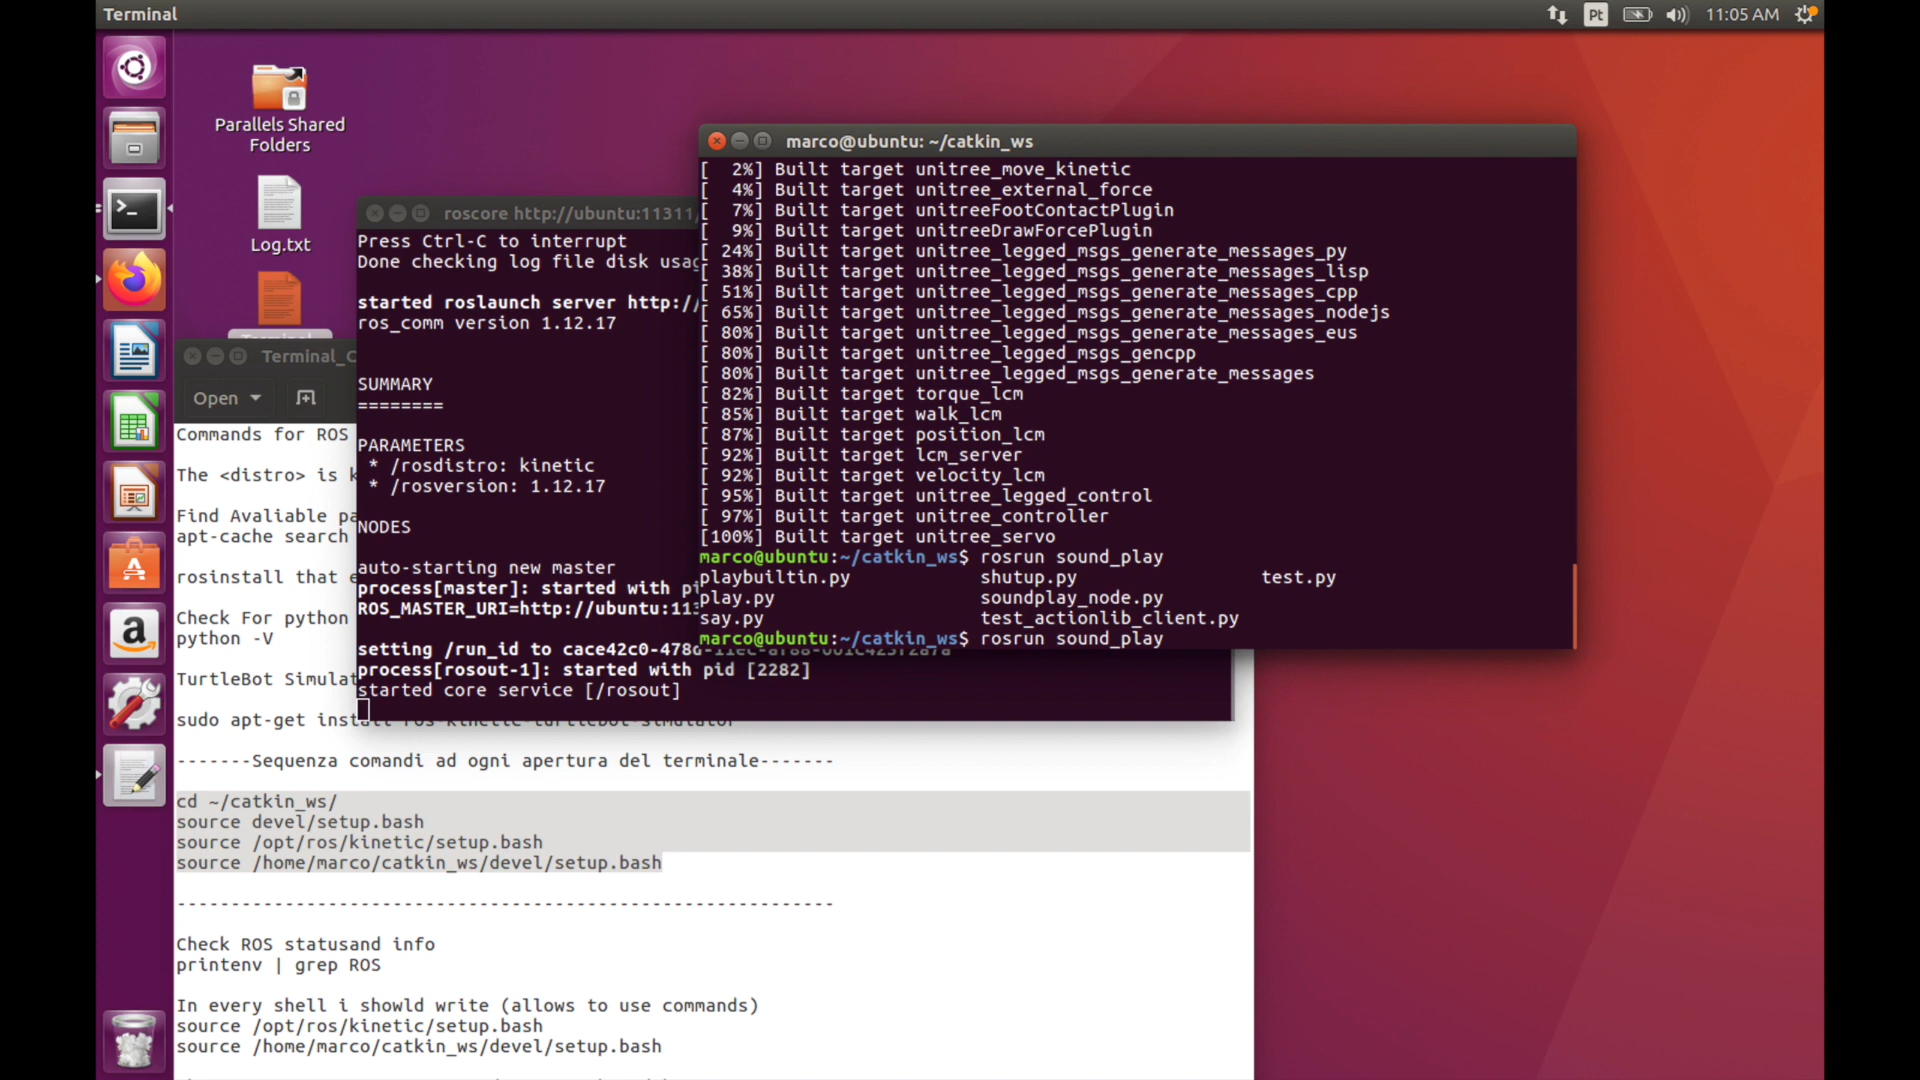 Terminal
Pt
11:05 AM
Parallels Shared
Folders
Log.txt
marco@ubuntu: ~/catkin_ws
[  2%] Built target unitree_move_kinetic
[  4%] Built target unitree_external_force
[  7%] Built target unitreeFootContactPlugin
[  9%] Built target unitreeDrawForcePlugin
[ 24%] Built target unitree_legged_msgs_generate_messages_py
[ 38%] Built target unitree_legged_msgs_generate_messages_lisp
[ 51%] Built target unitree_legged_msgs_generate_messages_cpp
[ 65%] Built target unitree_legged_msgs_generate_messages_nodejs
[ 80%] Built target unitree_legged_msgs_generate_messages_eus
[ 80%] Built target unitree_legged_msgs_gencpp
[ 80%] Built target unitree_legged_msgs_generate_messages
[ 82%] Built target torque_lcm
[ 85%] Built target walk_lcm
[ 87%] Built target position_lcm
[ 92%] Built target lcm_server
[ 92%] Built target velocity_lcm
[ 95%] Built target unitree_legged_control
[ 97%] Built target unitree_controller
[100%] Built target unitree_servo
marco@ubuntu:~/catkin_ws$ rosrun sound_play
playbuiltin.py shutup.py test.py
play.py soundplay_node.py
say.py test_actionlib_client.py
marco@ubuntu:~/catkin_ws$ rosrun sound_play
roscore http://ubuntu:11311/
Press Ctrl-C to interrupt
Done checking log file disk
started roslaunch server http://
ros_comm version 1.12.17
SUMMARY
========
PARAMETERS
* /rosdistro: kinetic
* /rosversion: 1.12.17
NODES
auto-starting new master
process[master]: started with
ROS_MASTER_URI=http://ubuntu:113
setting /run_id to cace42c0-478d-11ec-af88-001c425f2a7a
process[rosout-1]: started with pid [2282]
started core service [/rosout]
Terminal_C
Open
Commands for ROS
The <distro> is k
Find Avaliable pa
apt-cache search
rosinstall that e
Check For python
python -V
TurtleBot Simulat
sudo apt-get install ros-kinetic-turtlebot-simulator
-------Sequenza comandi ad ogni apertura del terminale-------
cd ~/catkin_ws/
source devel/setup.bash
source /opt/ros/kinetic/setup.bash
source /home/marco/catkin_ws/devel/setup.bash
-------------------------------------------------------------
Check ROS statusand info
printenv | grep ROS
In every shell i showld write (allows to use commands)
source /opt/ros/kinetic/setup.bash
source /home/marco/catkin_ws/devel/setup.bash